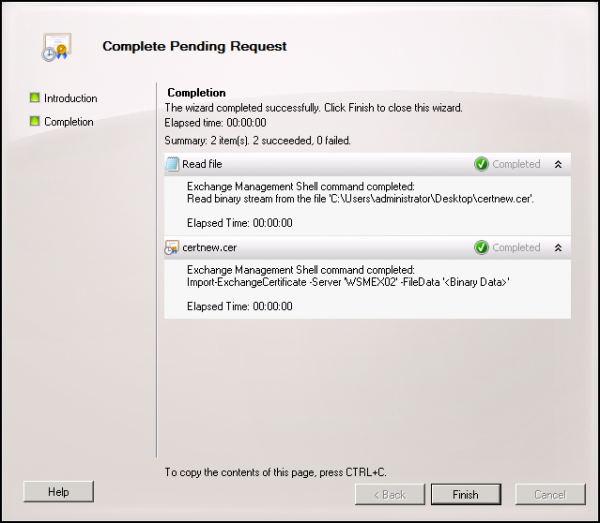 Complete Pending Request
Introduction
Completion
Completion
The wizard completed successfully. Click Finish to close this wizard.
Elapsed time: 00:00:00
Summary: 2 item(s). 2 succeeded, 0 failed.
Read file
Completed
Exchange Management Shell command completed:
Read binary stream from the file 'C:\Users\administrator\Desktop\certnew.cer'.
Elapsed Time: 00:00:00
certnew.cer
Completed
Exchange Management Shell command completed:
Import-ExchangeCertificate -Server 'WSMEX02' -FileData '<Binary Data>'
Elapsed Time: 00:00:00
To copy the contents of this page, press CTRL+C.
Help
< Back
Finish
Cancel